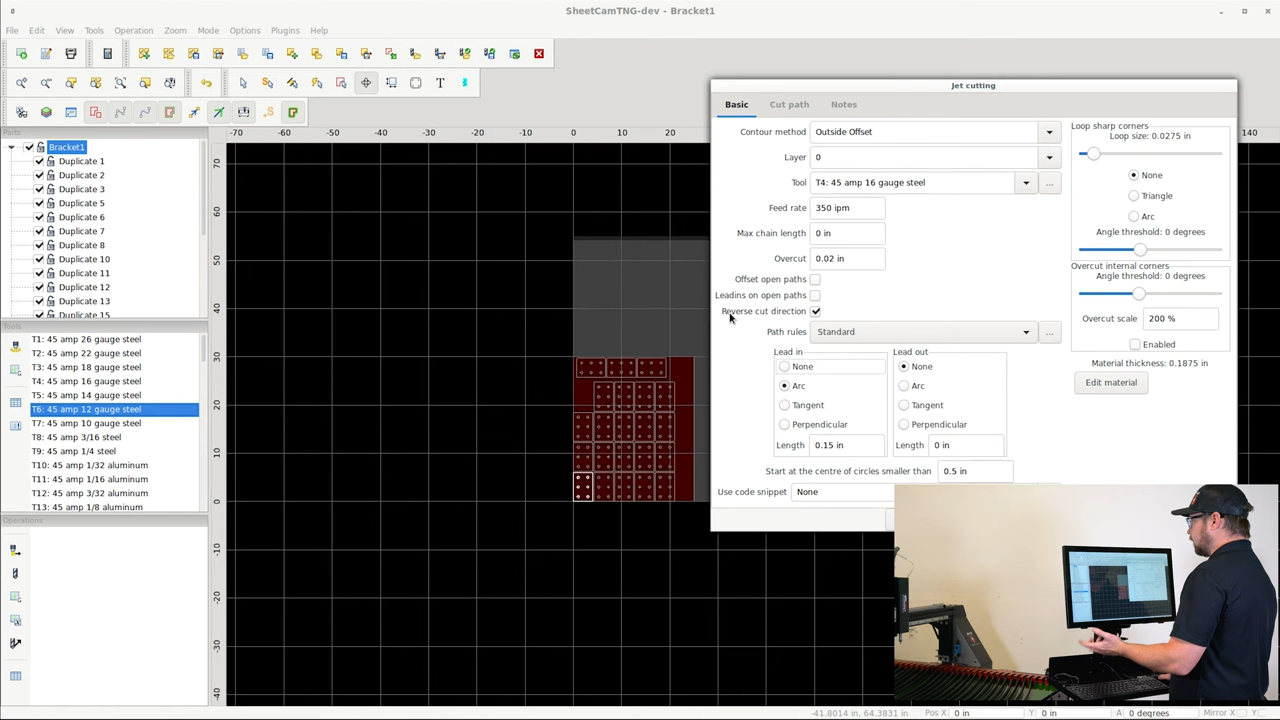 SheetCamTNG-dev - Bracket1
File Edit View Tools Operation Zoom Mode Options Plugins Help
T
Parts
Bracket1
Duplicate 1
Duplicate 2
Duplicate 3
Duplicate 5
Duplicate 6
Duplicate 7
Duplicate 8
Duplicate 10
Duplicate 11
Duplicate 12
Duplicate 13
Duplicate 15
Tools
T1: 45 amp 26 gauge steel
T2: 45 amp 22 gauge steel
T3: 45 amp 18 gauge steel
T4: 45 amp 16 gauge steel
T5: 45 amp 14 gauge steel
T6: 45 amp 12 gauge steel
T7: 45 amp 10 gauge steel
T8: 45 amp 3/16 steel
T9: 45 amp 1/4 steel
T10: 45 amp 1/32 aluminum
T11: 45 amp 1/16 aluminum
T12: 45 amp 3/32 aluminum
T13: 45 amp 1/8 aluminum
Operations
-70 -60 -50 -40 -30 -20 -10 0 10 20 140
70
60
50
40
30
20
10
0
-10
-20
-30
-40
Jet cutting
Basic Cut path Notes
Contour method Outside Offset
Layer 0
Tool T4: 45 amp 16 gauge steel ...
Feed rate 350 ipm
Max chain length 0 in
Overcut 0.02 in
Offset open paths
Leadins on open paths
Reverse cut direction
Path rules Standard ...
Lead in
None
Arc
Tangent
Perpendicular
Length 0.15 in
Lead out
None
Arc
Tangent
Perpendicular
Length 0 in
Start at the centre of circles smaller than 0.5 in
Use code snippet None
Loop sharp corners
Loop size: 0.0275 in
None
Triangle
Arc
Angle threshold: 0 degrees
Overcut internal corners
Angle threshold: 0 degrees
Overcut scale 200 %
Enabled
Material thickness: 0.1875 in
Edit material
-41.8014 in, 64.3831 in Pos X 0 in Y 0 in A 0 degrees Mirror X Y